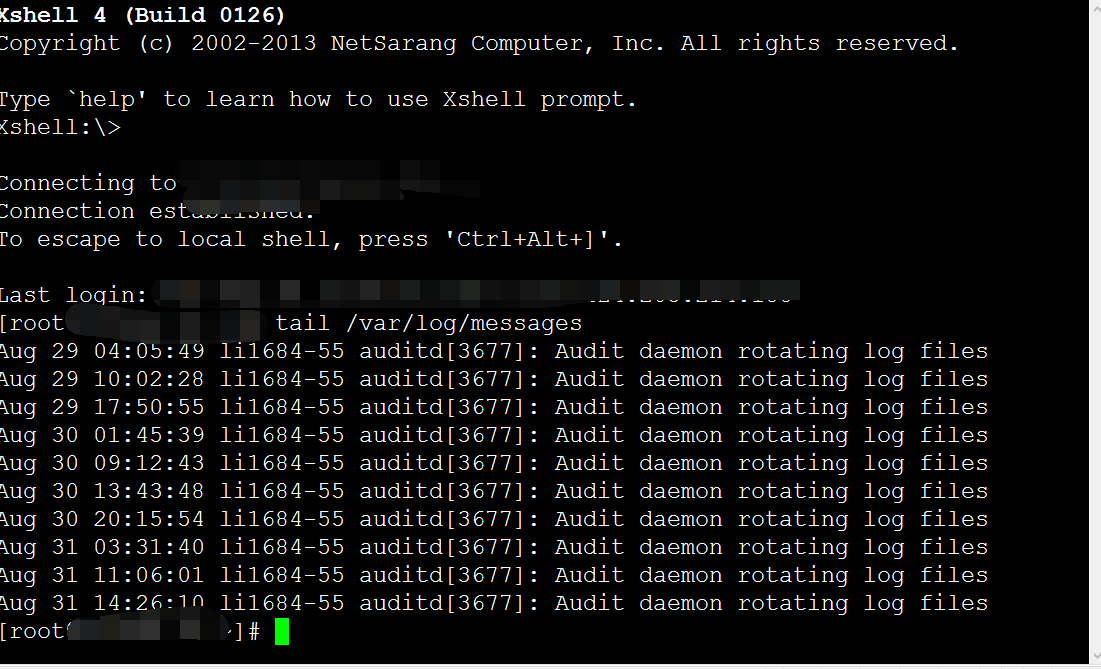 Xshell 4 (Build 0126)
Copyright (c) 2002-2013 NetSarang Computer, Inc. All rights reserved.
Type `help' to learn how to use Xshell prompt.
Xshell:\>
Connecting to
Connection established.
To escape to local shell, press 'Ctrl+Alt+]'.
Last login:
[root tail /var/log/messages
Aug 29 04:05:49 li1684-55 auditd[3677]: Audit daemon rotating log files
Aug 29 10:02:28 li1684-55 auditd[3677]: Audit daemon rotating log files
Aug 29 17:50:55 li1684-55 auditd[3677]: Audit daemon rotating log files
Aug 30 01:45:39 li1684-55 auditd[3677]: Audit daemon rotating log files
Aug 30 09:12:43 li1684-55 auditd[3677]: Audit daemon rotating log files
Aug 30 13:43:48 li1684-55 auditd[3677]: Audit daemon rotating log files
Aug 30 20:15:54 li1684-55 auditd[3677]: Audit daemon rotating log files
Aug 31 03:31:40 li1684-55 auditd[3677]: Audit daemon rotating log files
Aug 31 11:06:01 li1684-55 auditd[3677]: Audit daemon rotating log files
Aug 31 14:26:10 li1684-55 auditd[3677]: Audit daemon rotating log files
[root ~]#